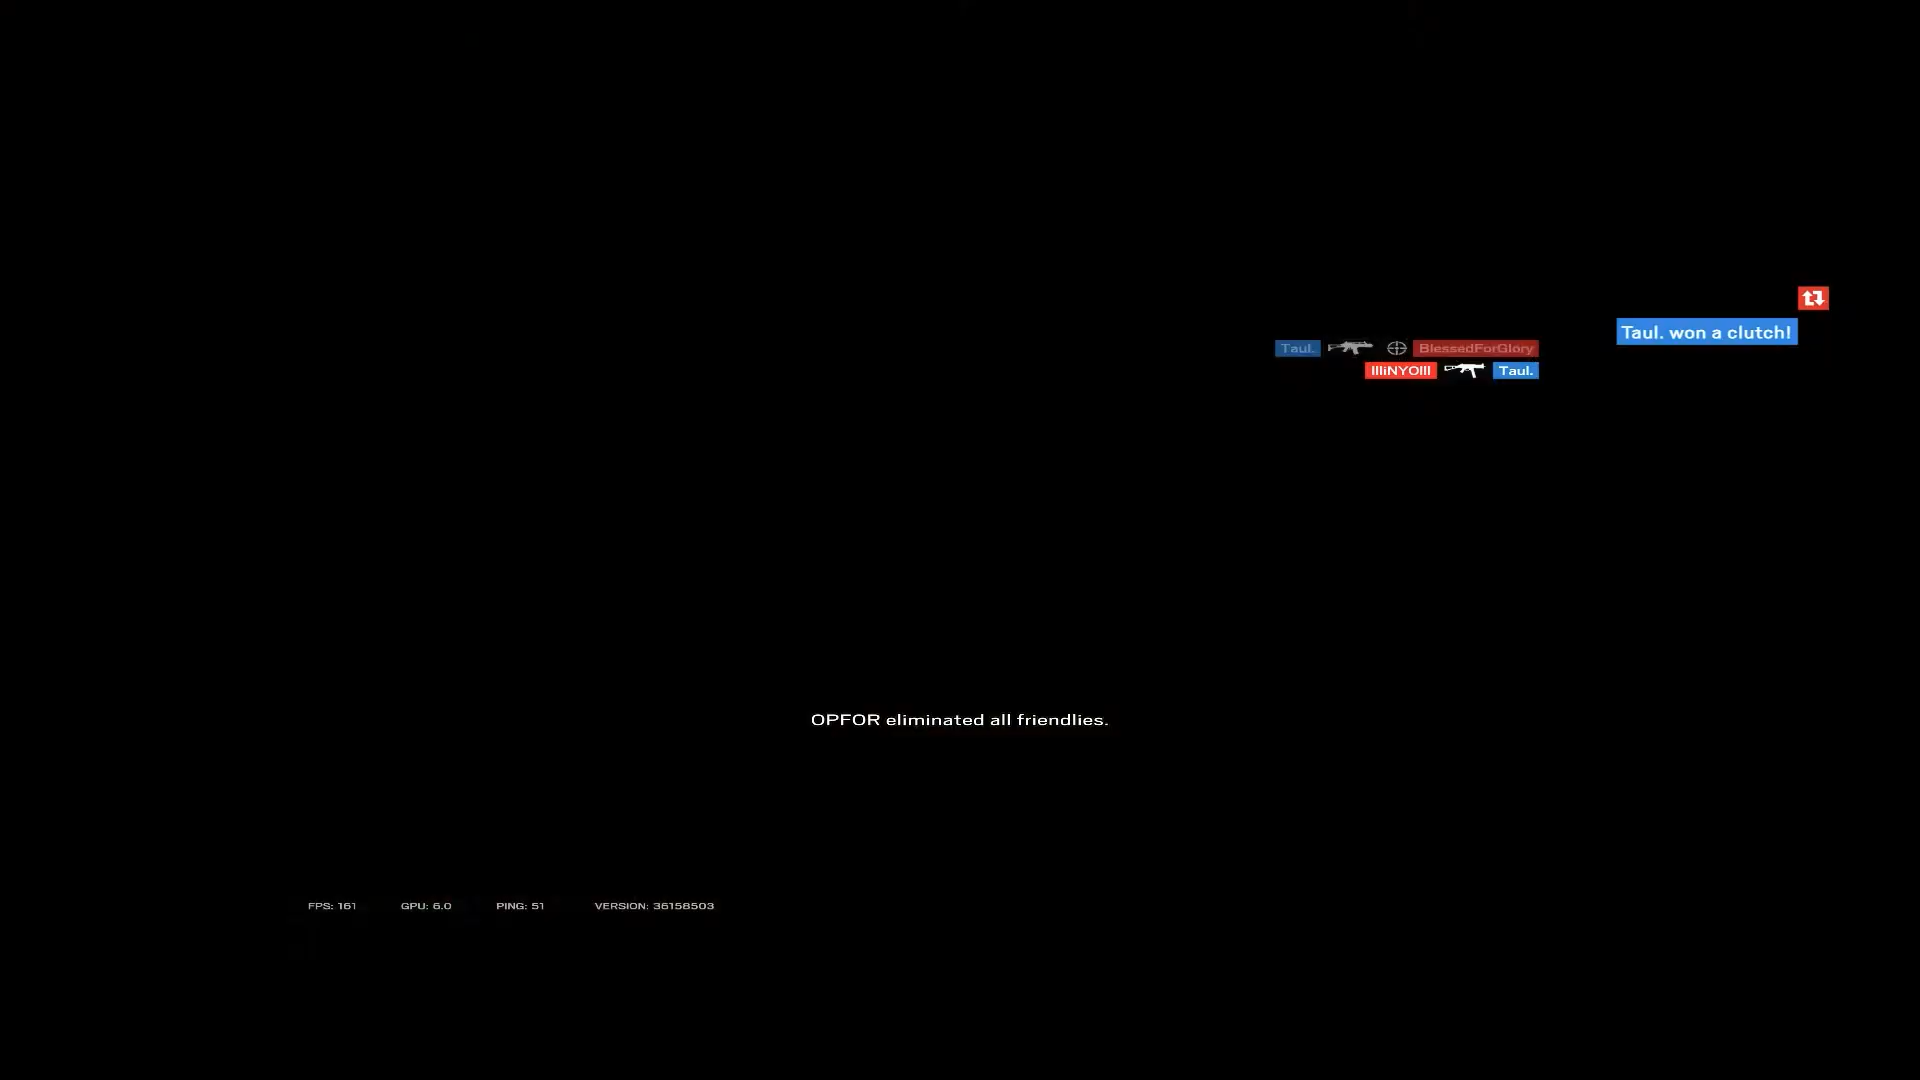 Taul. won a clutch!
Taul. BlessedForGlory
IlliNYOIll Taul.
OPFOR eliminated all friendlies.
FPS: 161 GPU: 6.0 PING: 51 VERSION: 36158503